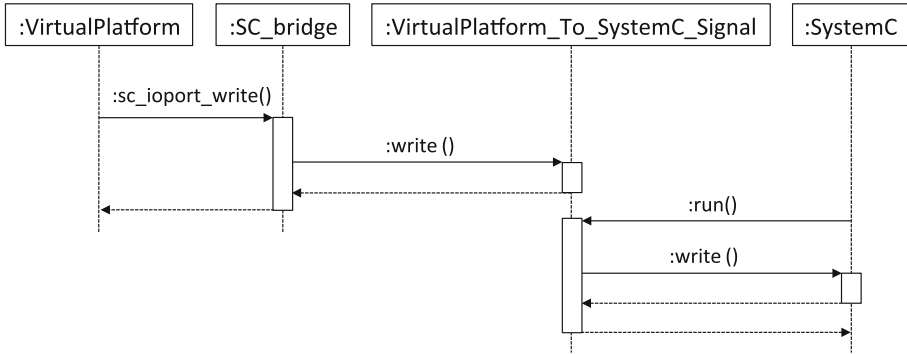 :VirtualPlatform
:SC_bridge
:VirtualPlatform_To_SystemC_Signal
:SystemC
:sc_ioport_write()
:write ()
:run()
:write ()